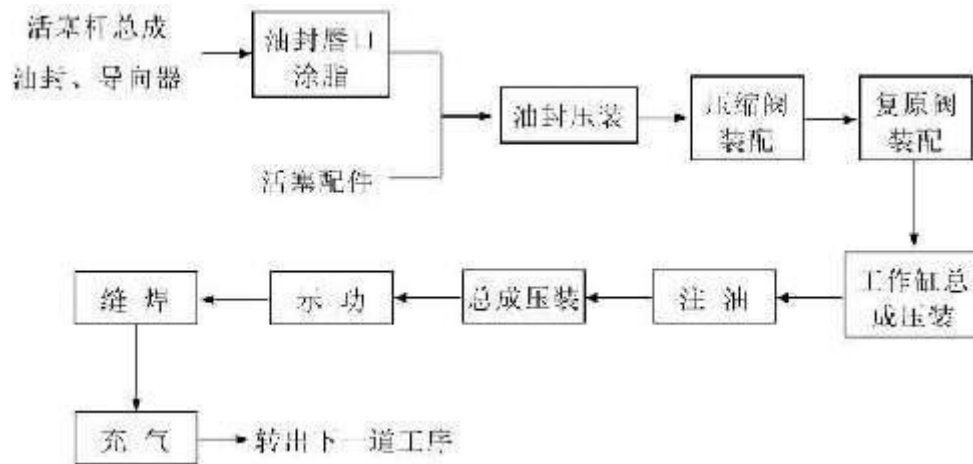 活塞杆总成
油封、导向器
油封唇口
涂脂
活塞配件
油封压装
压缩阀
装配
复原阀
装配
工作缸总
成压装
注油
总成压装
示功
缝焊
充气
转出下一道工序